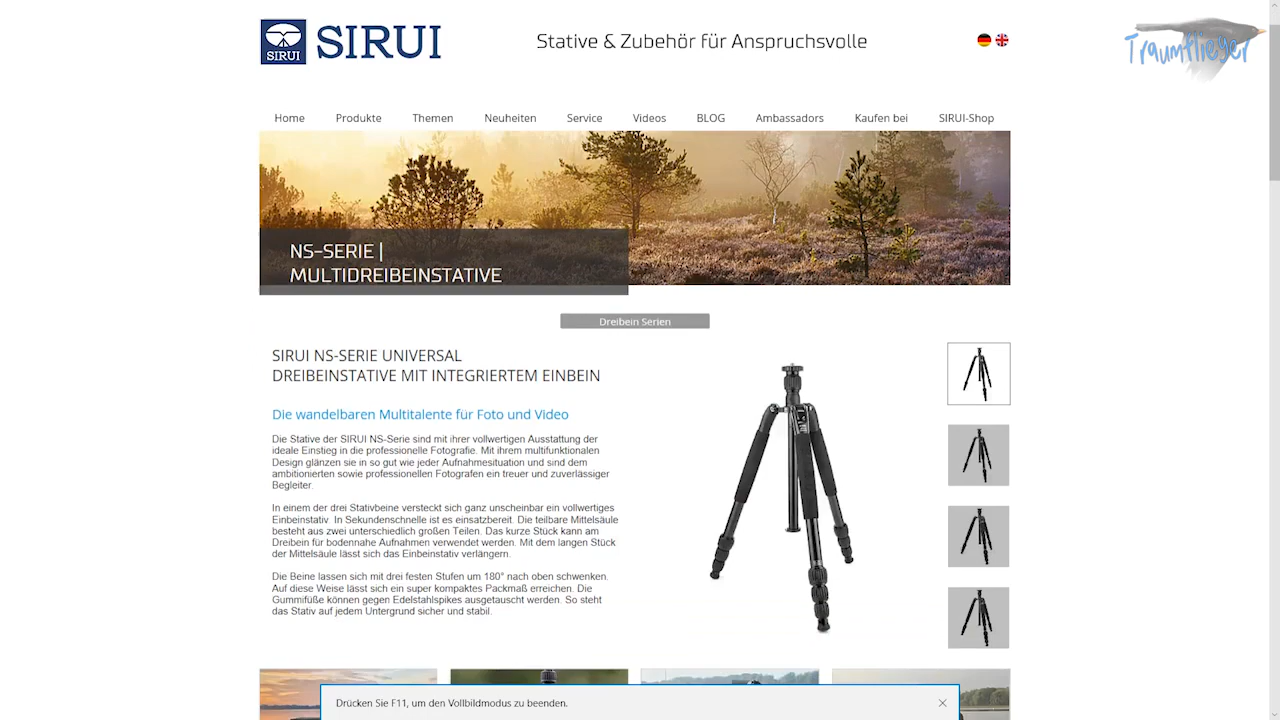 SIRUI
SIRUI
Stative & Zubehör für Anspruchsvolle
Traumflieger
Home Produkte Themen Neuheiten Service Videos BLOG Ambassadors Kaufen bei SIRUI-Shop
NS-SERIE |
MULTIDREIBEINSTATIVE
Dreibein Serien
SIRUI NS-SERIE UNIVERSAL
DREIBEINSTATIVE MIT INTEGRIERTEM EINBEIN
Die wandelbaren Multitalente für Foto und Video
Die Stative der SIRUI NS-Serie sind mit ihrer vollwertigen Ausstattung der
ideale Einstieg in die professionelle Fotografie. Mit ihrem multifunktionalen
Design glänzen sie in so gut wie jeder Aufnahmesituation und sind dem
ambitionierten sowie professionellen Fotografen ein treuer und zuverlässiger
Begleiter.
In einem der drei Stativbeine versteckt sich ganz unscheinbar ein vollwertiges
Einbeinstativ. In Sekundenschnelle ist es einsatzbereit. Die teilbare Mittelsäule
besteht aus zwei unterschiedlich großen Teilen. Das kurze Stück kann am
Dreibein für bodennahe Aufnahmen verwendet werden. Mit dem langen Stück
der Mittelsäule lässt sich das Einbeinstativ verlängern.
Die Beine lassen sich mit drei festen Stufen um 180° nach oben schwenken.
Auf diese Weise lässt sich ein super kompaktes Packmaß erreichen. Die
Gummifüße können gegen Edelstahlspikes ausgetauscht werden. So steht
das Stativ auf jedem Untergrund sicher und stabil.
Drücken Sie F11, um den Vollbildmodus zu beenden.